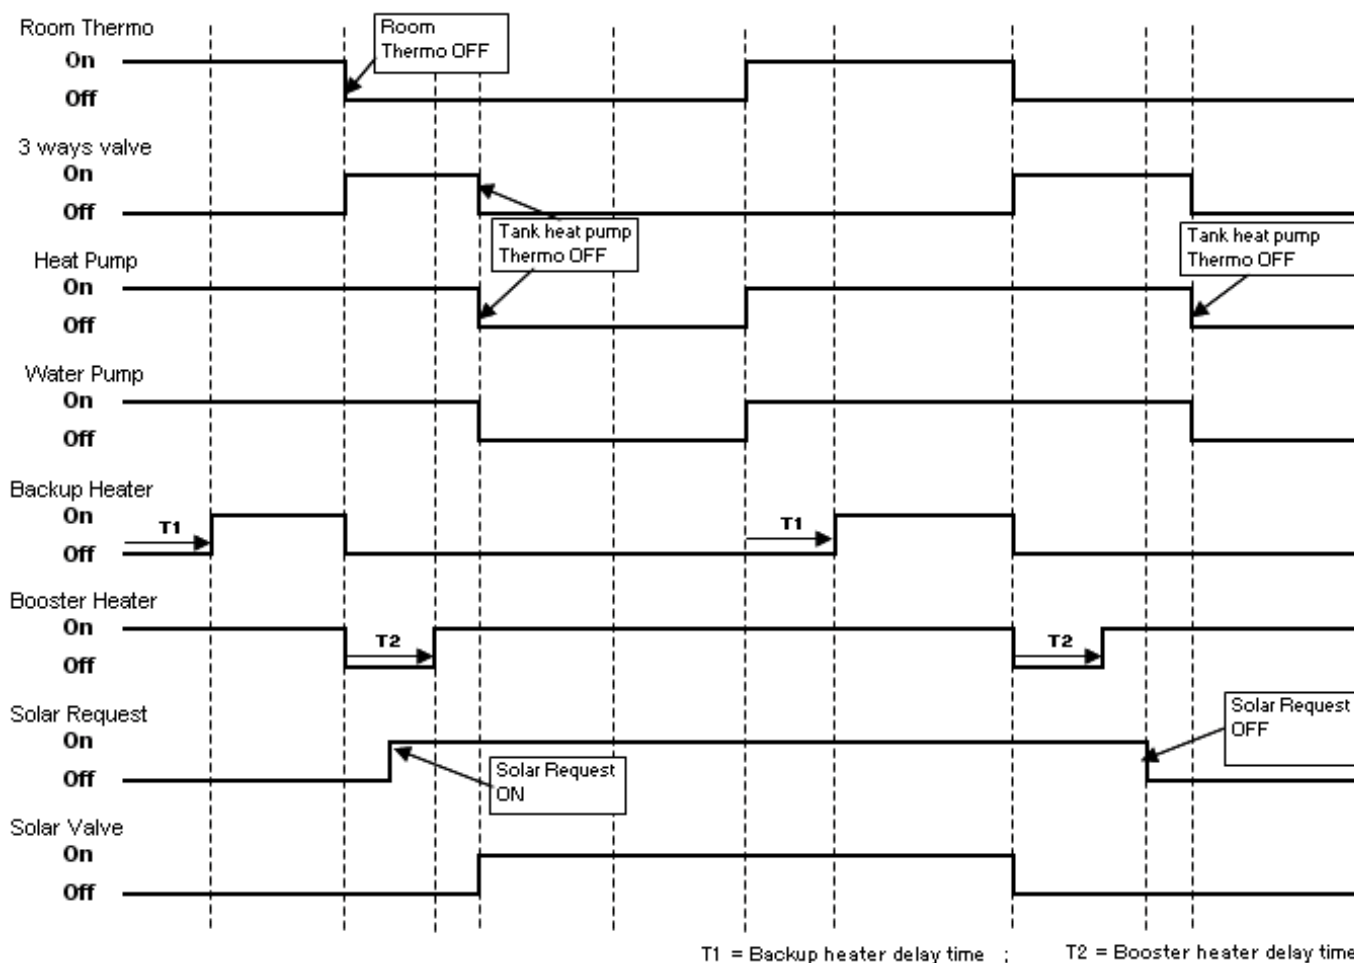 Room Thermo
On
Off
Room
Thermo OFF
3 ways valve
On
Off
Tank heat pump
Thermo OFF
Tank heat pump
Thermo OFF
Heat Pump
On
Off
Water Pump
On
Off
Backup Heater
On
Off
T1
T1
Booster Heater
On
Off
T2
T2
Solar Request
On
Off
Solar Request
ON
Solar Request
OFF
Solar Valve
On
Off
T1 = Backup heater delay time ; T2 = Booster heater delay time